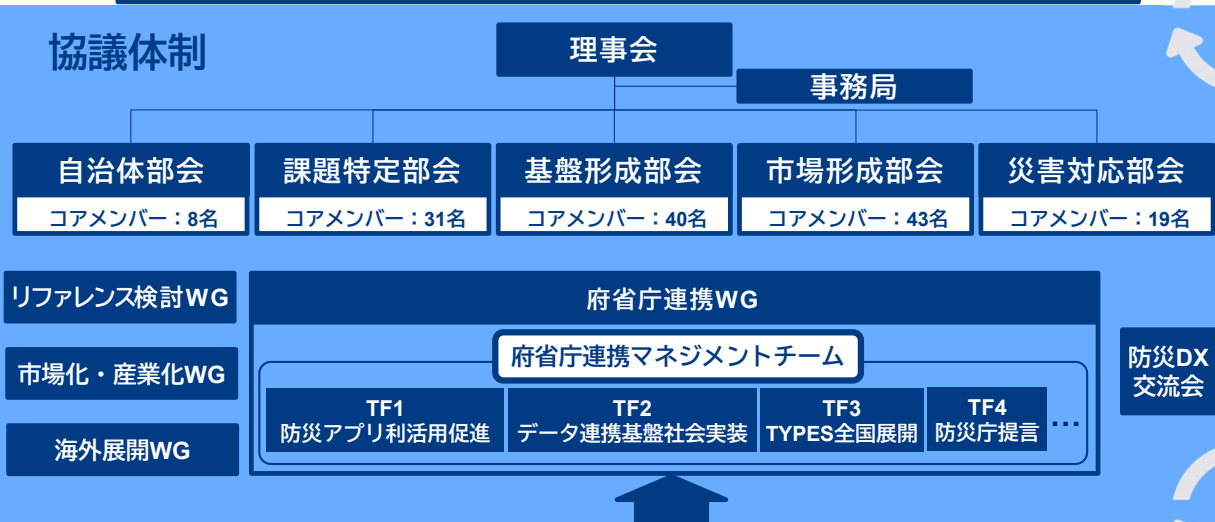 協議体制
理事会
事務局
自治体部会
コアメンバー：8名
課題特定部会
コアメンバー：31名
基盤形成部会
コアメンバー：40名
市場形成部会
コアメンバー：43名
災害対応部会
コアメンバー：19名
リファレンス検討WG
市場化・産業化WG
海外展開WG
府省庁連携WG
府省庁連携マネジメントチーム
TF1
防災アプリ利活用促進
TF2
データ連携基盤社会実装
TF3
TYPES全国展開
TF4
防災庁提言
…
防災DX
交流会